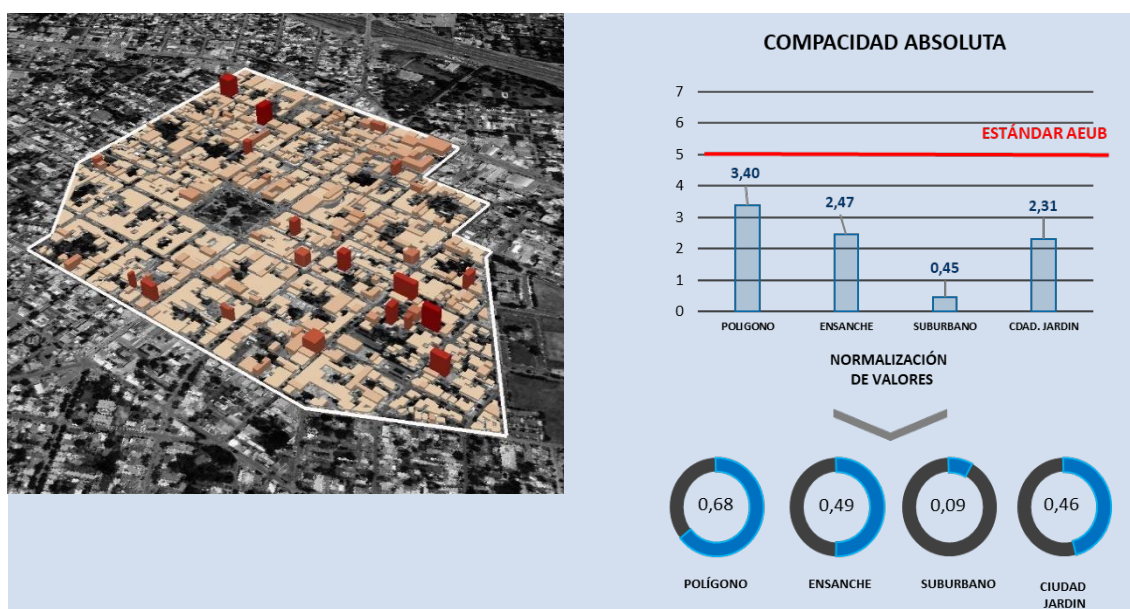 COMPACIDAD ABSOLUTA
7
6
ESTÁNDAR AEUB
5
3,40
4
2,47
2,31
3
2
0,45
1
0
POLIGONO ENSANCHE SUBURBANO CDAD. JARDIN
NORMALIZACIÓN
DE VALORES
0,68 0,49 0,09 0,46
POLÍGONO ENSANCHE SUBURBANO CIUDAD
JARDIN